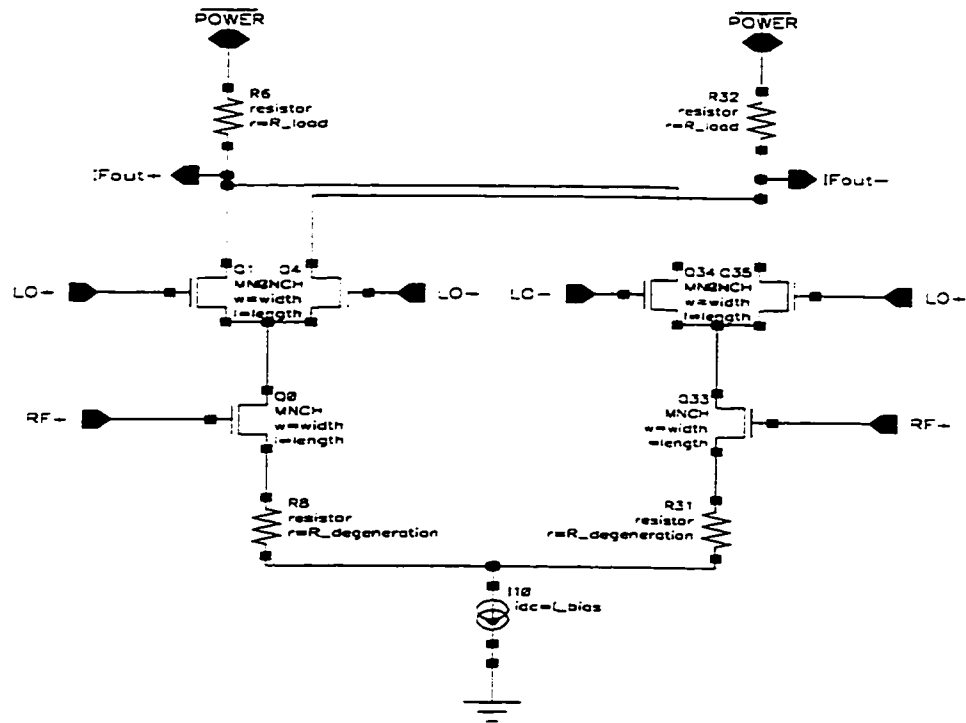 POWER
POWER
R6
resistor
r=R_load
R32
resistor
r=R_load
IFout+
IFout-
Q1 Q4
w=width
l=length
Q34 Q35
w=width
l=length
LO+
LO-
LO-
LO+
Q0
MNCH
w=width
l=length
Q33
MNCH
w=width
=length
RF+
RF+
R8
resistor
r=R_degeneration
R31
resistor
r=R_degeneration
I10
idc=I_bias